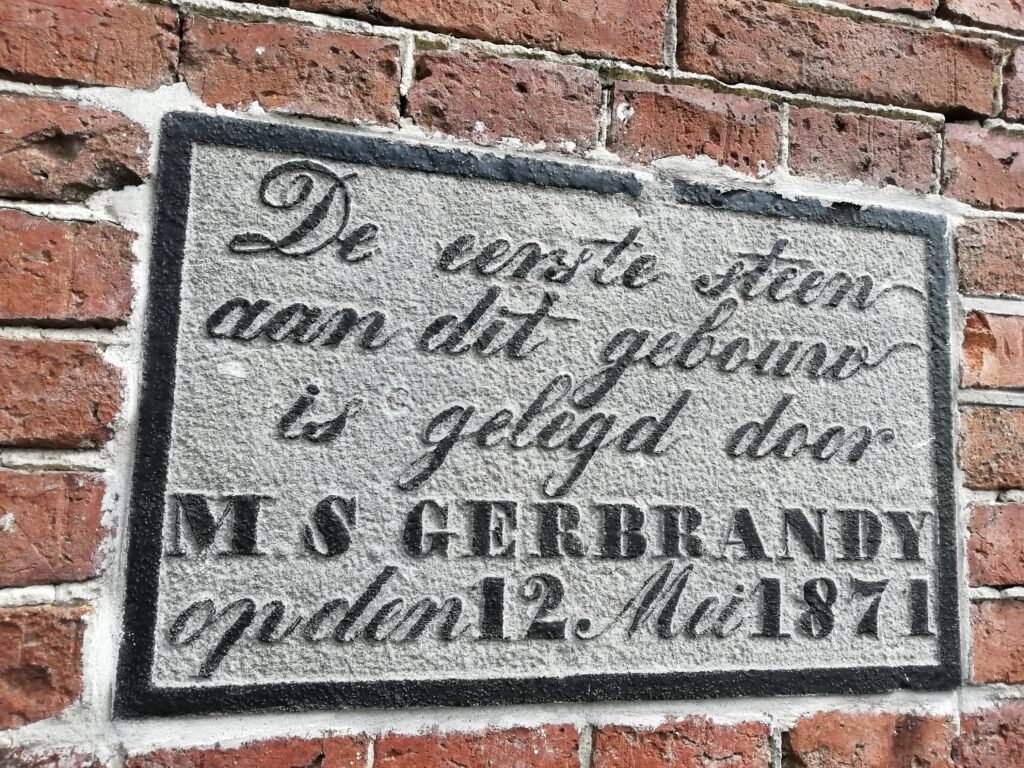 De eerste steen
aan dit gebouw
is gelegd door
M S GERBRANDY
op den 12 Mei 1871